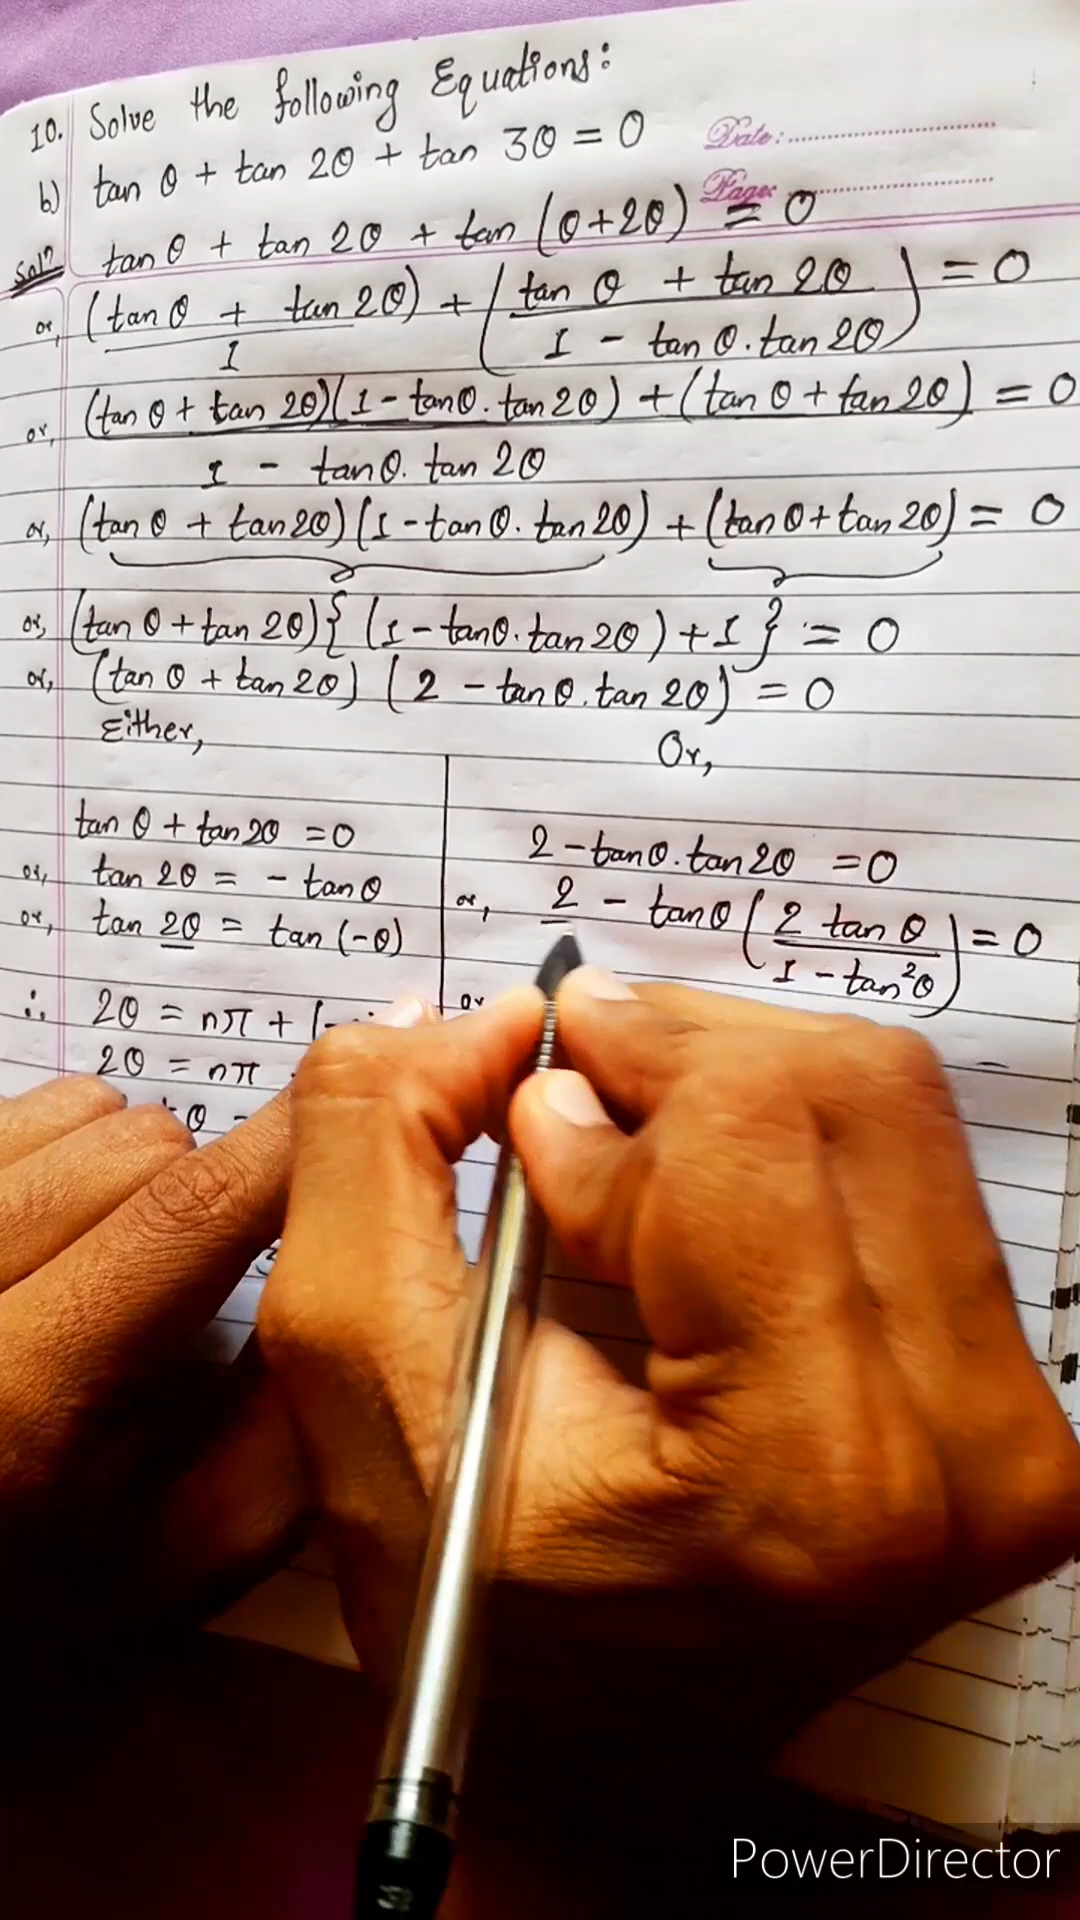 10. Solve the following Equations:
b) tan θ + tan 2θ + tan 3θ = 0
Date:
Page:
Solⁿ tan θ + tan 2θ + tan (θ+2θ) = 0
or, (tan θ + tan 2θ)/1 + ((tan θ + tan 2θ)/(1 - tan θ . tan 2θ)) = 0
or, ((tan θ + tan 2θ)(1 - tan θ . tan 2θ) + (tan θ + tan 2θ))/(1 - tan θ . tan 2θ) = 0
or, (tan θ + tan 2θ)(1 - tan θ . tan 2θ) + (tan θ + tan 2θ) = 0
or, (tan θ + tan 2θ){(1 - tan θ . tan 2θ) + 1} = 0
or, (tan θ + tan 2θ) (2 - tan θ . tan 2θ) = 0
Either,
tan θ + tan 2θ = 0
or, tan 2θ = - tan θ
or, tan 2θ = tan (-θ)
∴ 2θ = nπ + (-
2θ = nπ
θ -
Or,
2 - tan θ . tan 2θ = 0
or, 2 - tan θ (2 tan θ/(1 - tan²θ)) = 0
or
PowerDirector